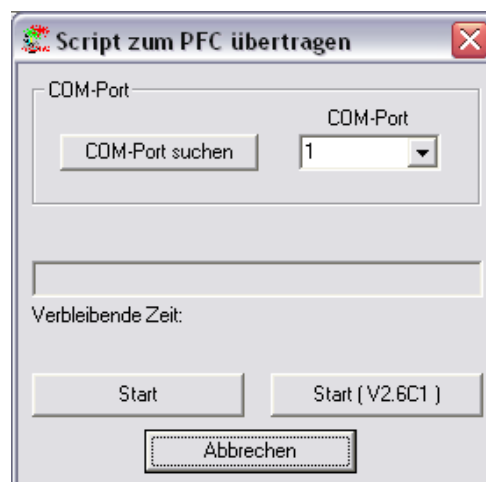 Script zum PFC übertragen
COM-Port
COM-Port
COM-Port suchen
1
Verbleibende Zeit:
Start
Start ( V2.6C1 )
Abbrechen